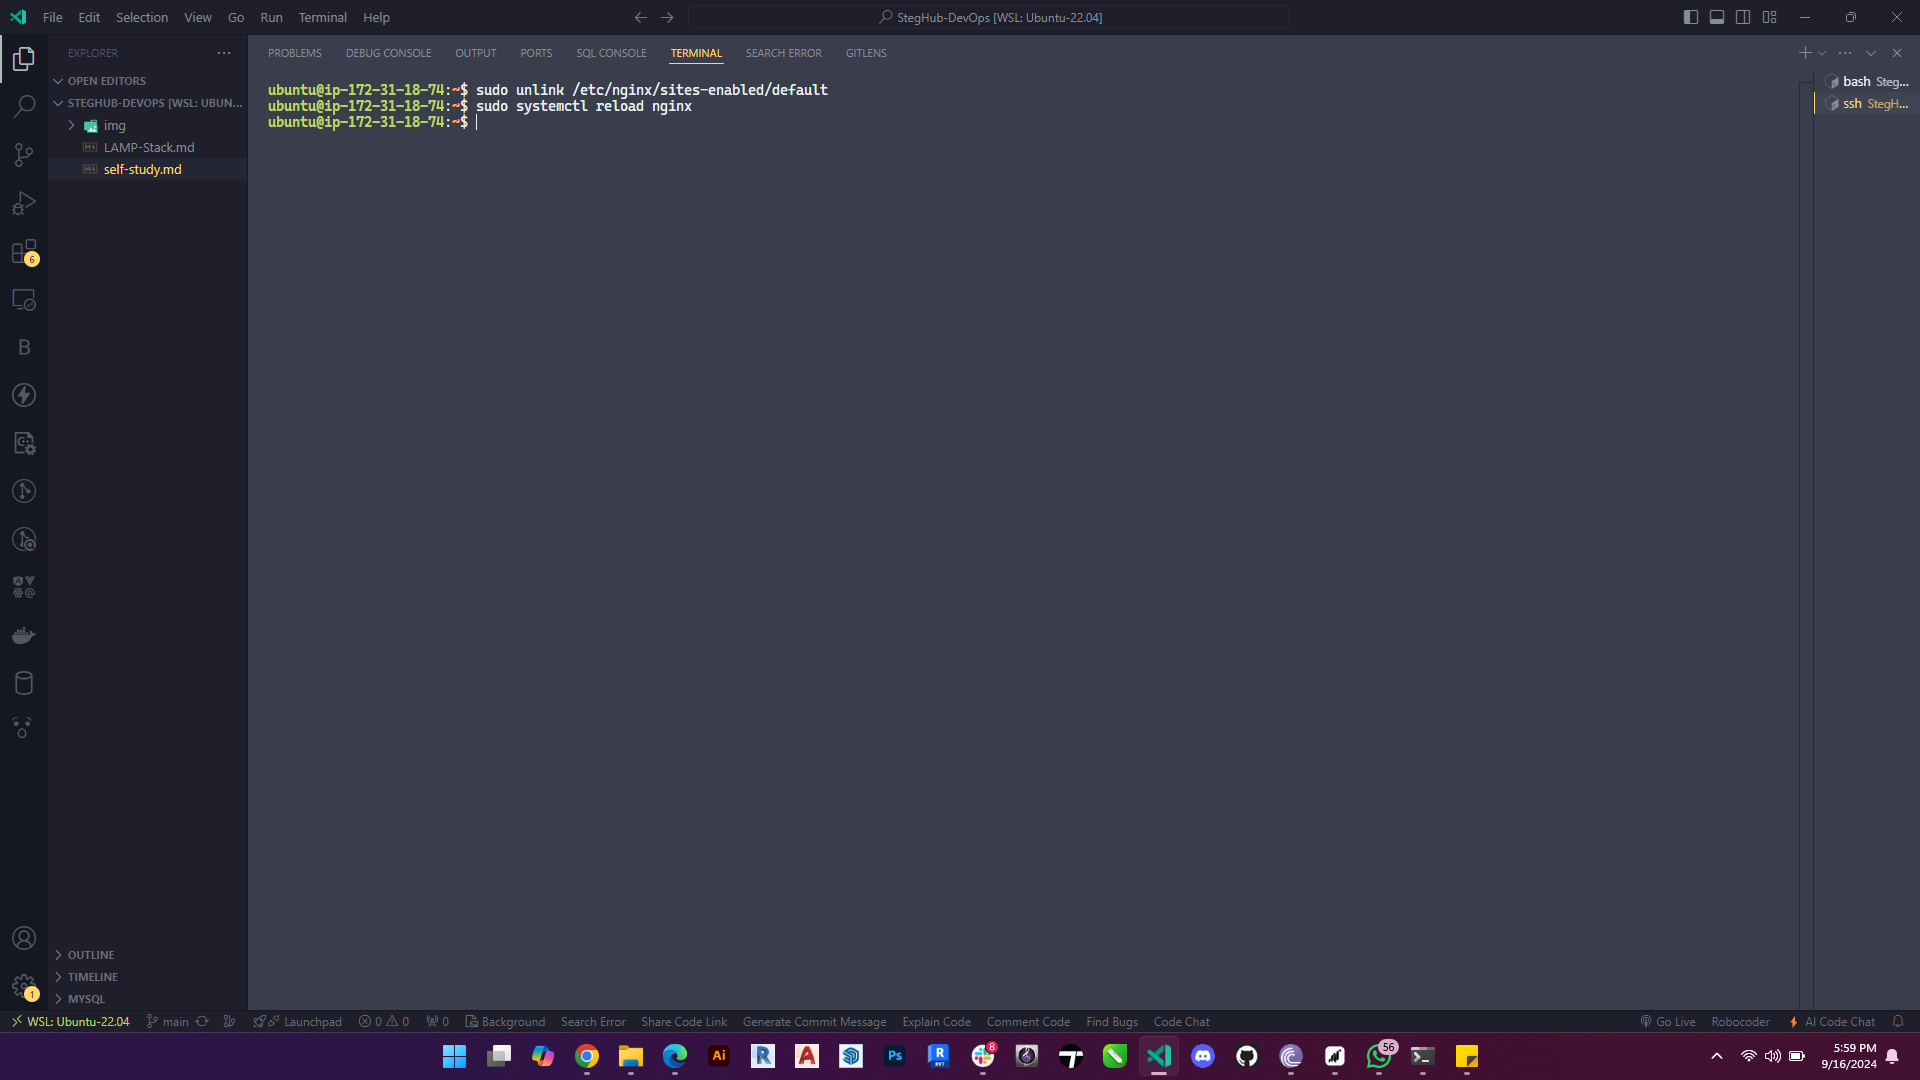 File Edit Selection View Go Run Terminal Help
StegHub-DevOps [WSL: Ubuntu-22.04]
EXPLORER
PROBLEMS DEBUG CONSOLE OUTPUT PORTS SQL CONSOLE TERMINAL SEARCH ERROR GITLENS
OPEN EDITORS
STEGHUB-DEVOPS [WSL: UBUN...
img
LAMP-Stack.md
self-study.md
ubuntu@ip-172-31-18-74:~$ sudo unlink /etc/nginx/sites-enabled/default
ubuntu@ip-172-31-18-74:~$ sudo systemctl reload nginx
ubuntu@ip-172-31-18-74:~$
bash Steg...
ssh StegH...
6
B
OUTLINE
TIMELINE
MYSQL
1
WSL: Ubuntu-22.04 main Launchpad 0 0 0 Background Search Error Share Code Link Generate Commit Message Explain Code Comment Code Find Bugs Code Chat Go Live Robocoder AI Code Chat
Ai R A Ps R RVT 8 56
5:59 PM
9/16/2024